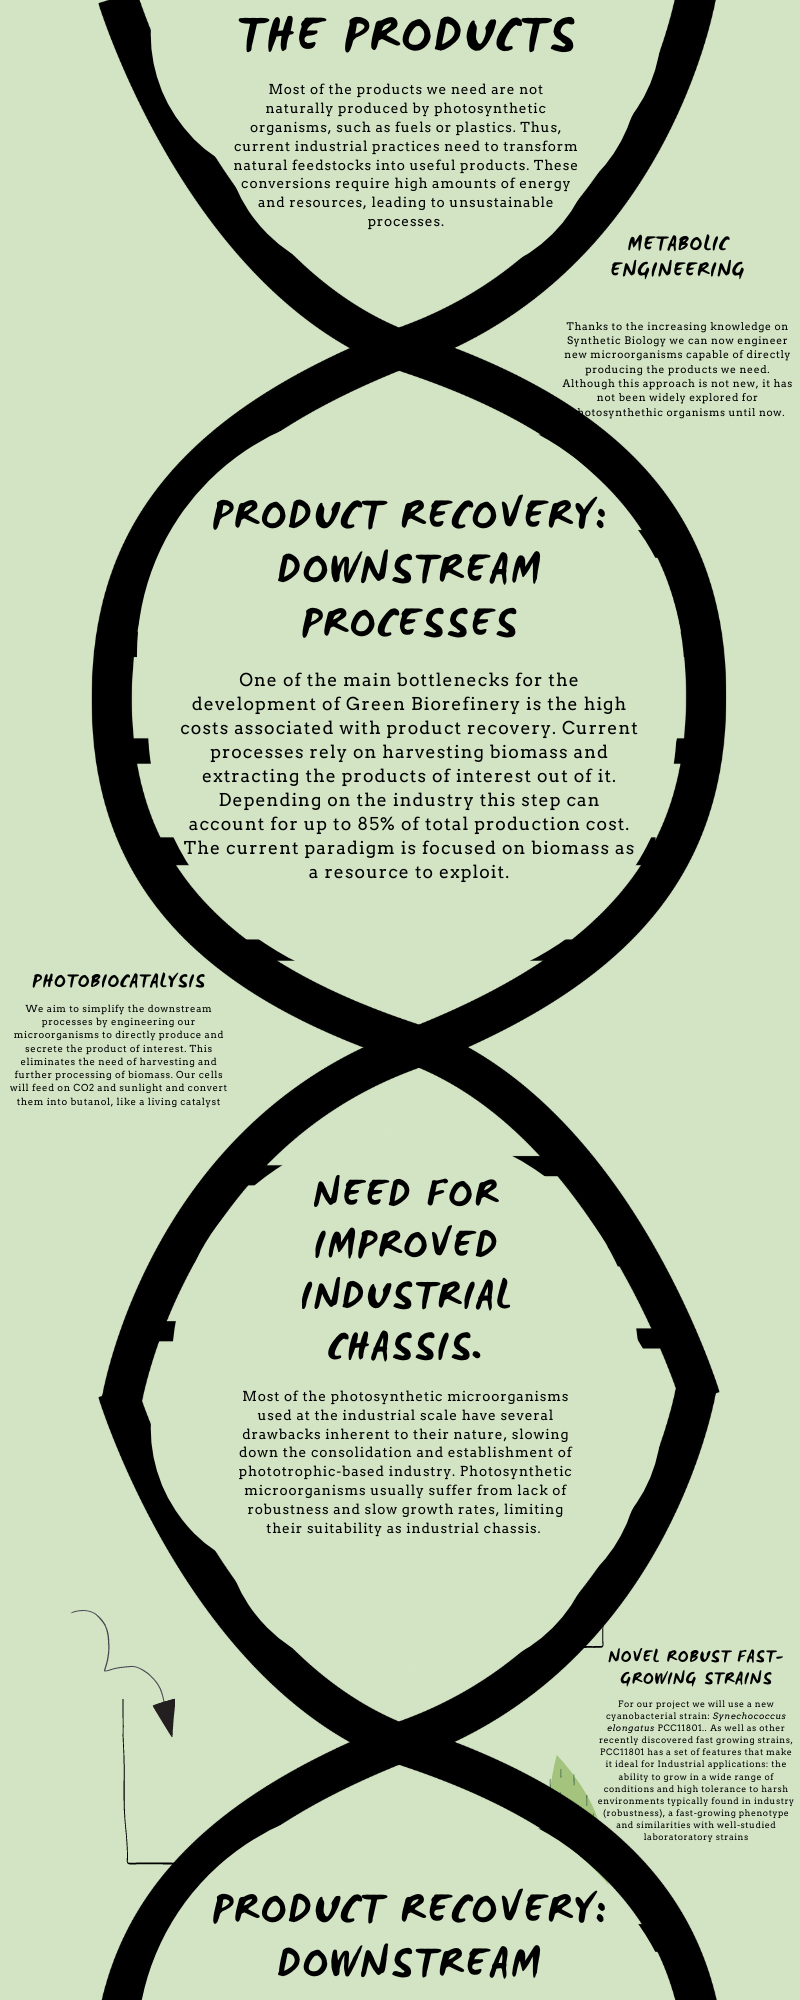 THE PRODUCTS
Most of the products we need are not
naturally produced by photosynthetic
organisms, such as fuels or plastics. Thus,
current industrial practices need to transform
natural feedstocks into useful products. These
conversions require high amounts of energy
and resources, leading to unsustainable
processes.
METABOLIC
ENGINEERING
Thanks to the increasing knowledge on
Synthetic Biology we can now engineer
new microorganisms capable of directly
producing the products we need.
Although this approach is not new, it has
not been widely explored for
hotosynthethic organisms until now.
PRODUCT RECOVERY:
DOWNSTREAM
PROCESSES
One of the main bottlenecks for the
development of Green Biorefinery is the high
costs associated with product recovery. Current
processes rely on harvesting biomass and
extracting the products of interest out of it.
Depending on the industry this step can
account for up to 85% of total production cost.
The current paradigm is focused on biomass as
a resource to exploit.
PHOTOBIOCATALYSIS
We aim to simplify the downstream
processes by engineering our
microorganisms to directly produce and
secrete the product of interest. This
eliminates the need of harvesting and
further processing of biomass. Our cells
will feed on CO2 and sunlight and convert
them into butanol, like a living catalyst
NEED FOR
IMPROVED
INDUSTRIAL
CHASSIS.
Most of the photosynthetic microorganisms
used at the industrial scale have several
drawbacks inherent to their nature, slowing
down the consolidation and establishment of
phototrophic-based industry. Photosynthetic
microorganisms usually suffer from lack of
robustness and slow growth rates, limiting
their suitability as industrial chassis.
NOVEL ROBUST FAST-
GROWING STRAINS
For our project we will use a new
cyanobacterial strain: Synechococcus
elongatus PCC11801.. As well as other
recently discovered fast growing strains,
PCC11801 has a set of features that make
it ideal for Industrial applications: the
ability to grow in a wide range of
conditions and high tolerance to harsh
environments typically found in industry
(robustness), a fast-growing phenotype
and similarities with well-studied
laboratoratory strains
PRODUCT RECOVERY:
DOWNSTREAM